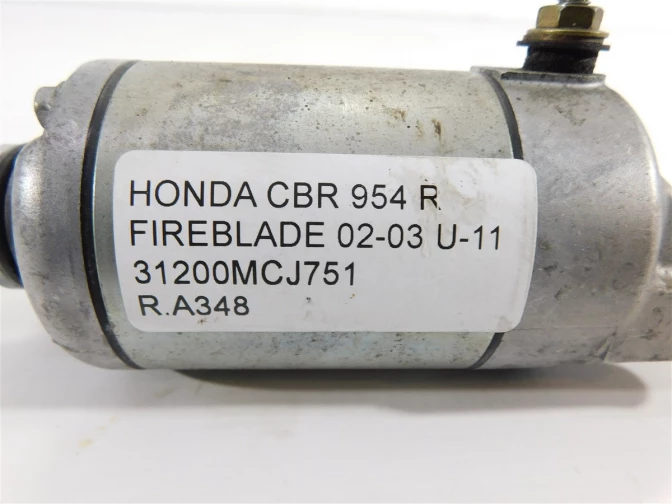 HONDA CBR 954 R
FIREBLADE 02-03 U-11
31200MCJ751
R.A348